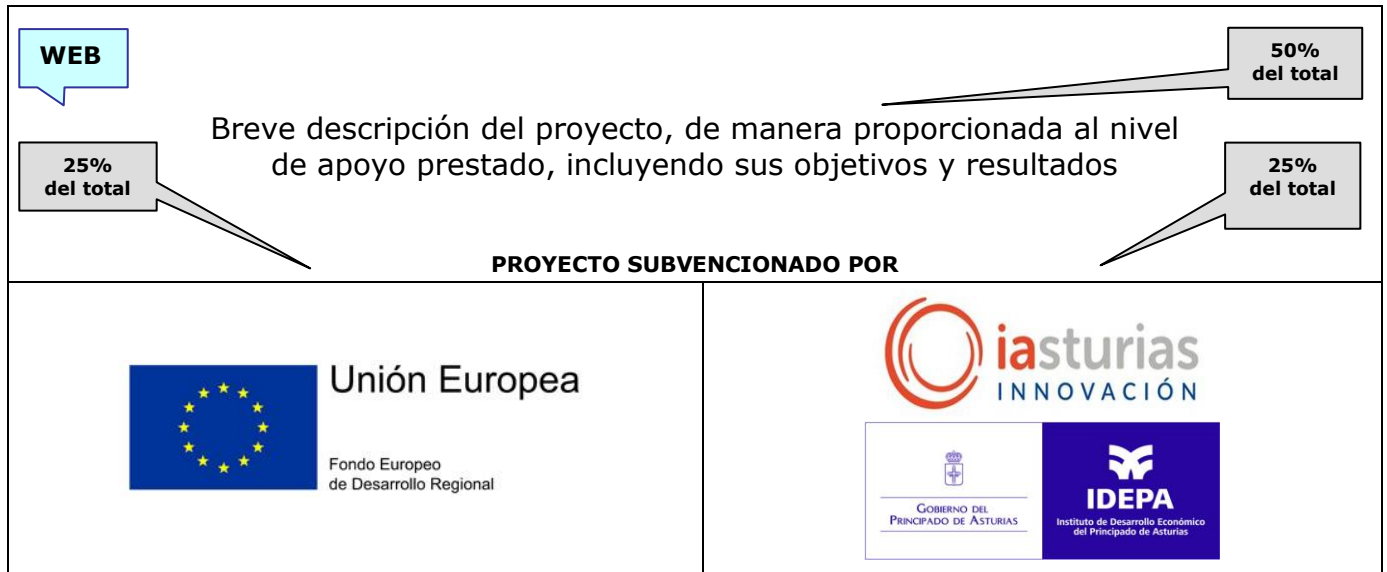 WEB
50%
del total
Breve descripción del proyecto, de manera proporcionada al nivel
de apoyo prestado, incluyendo sus objetivos y resultados
25%
del total
25%
del total
PROYECTO SUBVENCIONADO POR
Unión Europea
Fondo Europeo
de Desarrollo Regional
iasturias
INNOVACIÓN
GOBIERNO DEL
PRINCIPADO DE ASTURIAS
IDEPA
Instituto de Desarrollo Económico
del Principado de Asturias